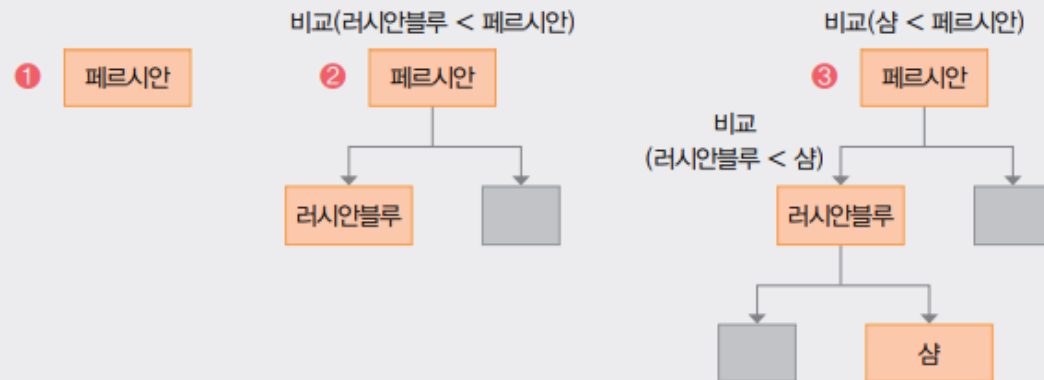 비교(러시안블루 < 페르시안)
비교(샴 < 페르시안)
❶ 페르시안
❷ 페르시안
❸ 페르시안
비교
(러시안블루 < 샴)
러시안블루
러시안블루
샴